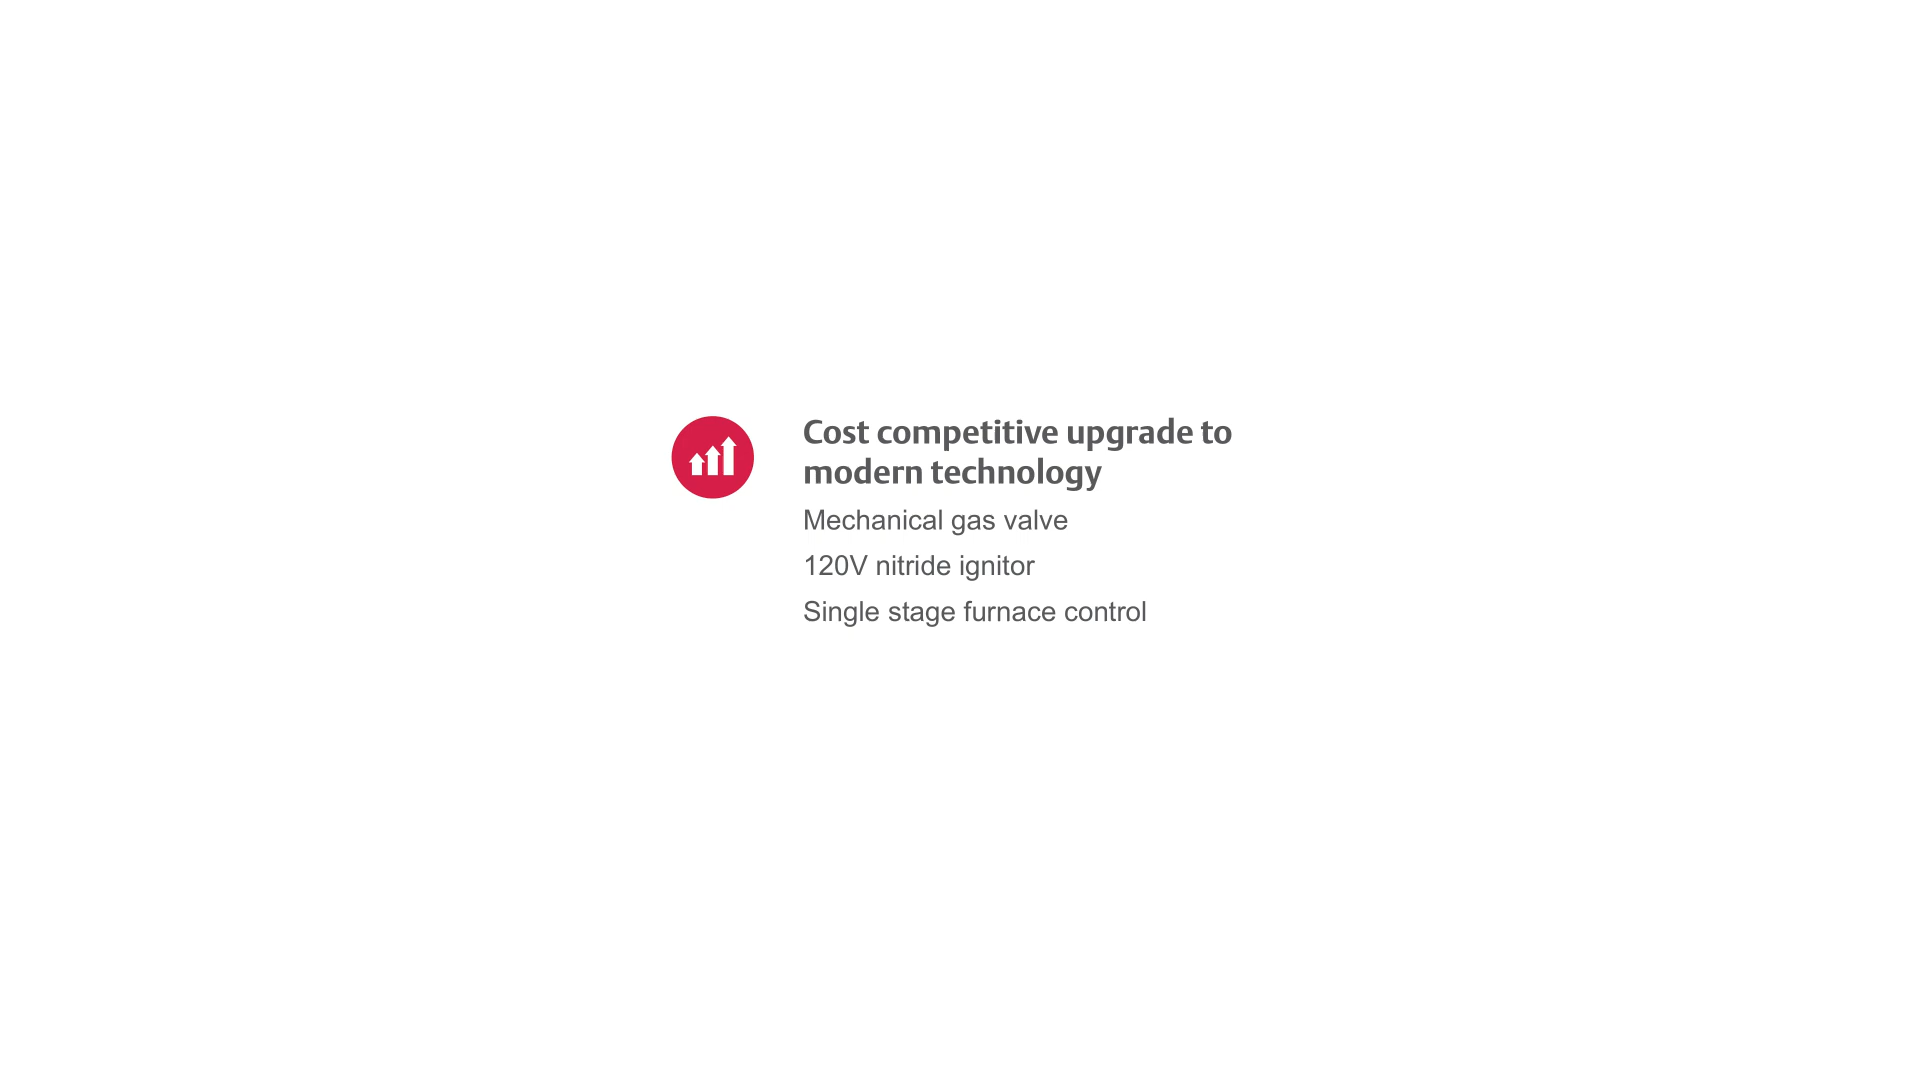 Cost competitive upgrade to
modern technology
Mechanical gas valve
120V nitride ignitor
Single stage furnace control